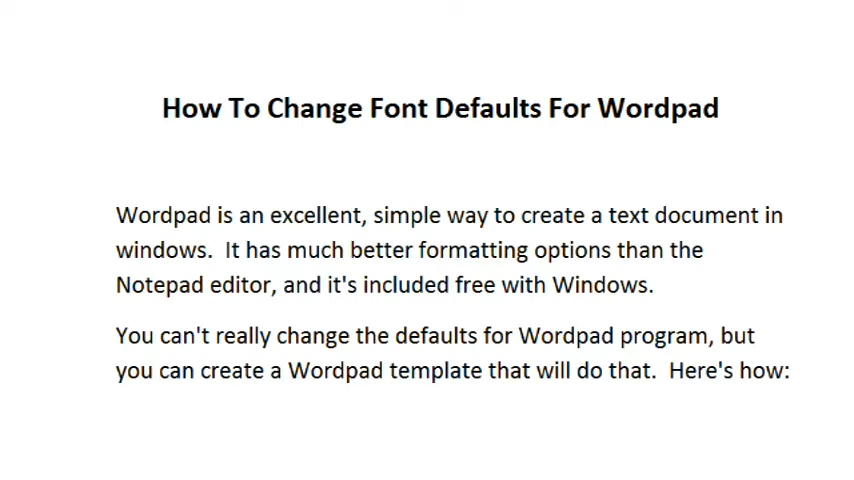 How To Change Font Defaults For Wordpad
Wordpad is an excellent, simple way to create a text document in
windows.  It has much better formatting options than the
Notepad editor, and it's included free with Windows.
You can't really change the defaults for Wordpad program, but
you can create a Wordpad template that will do that.  Here's how: